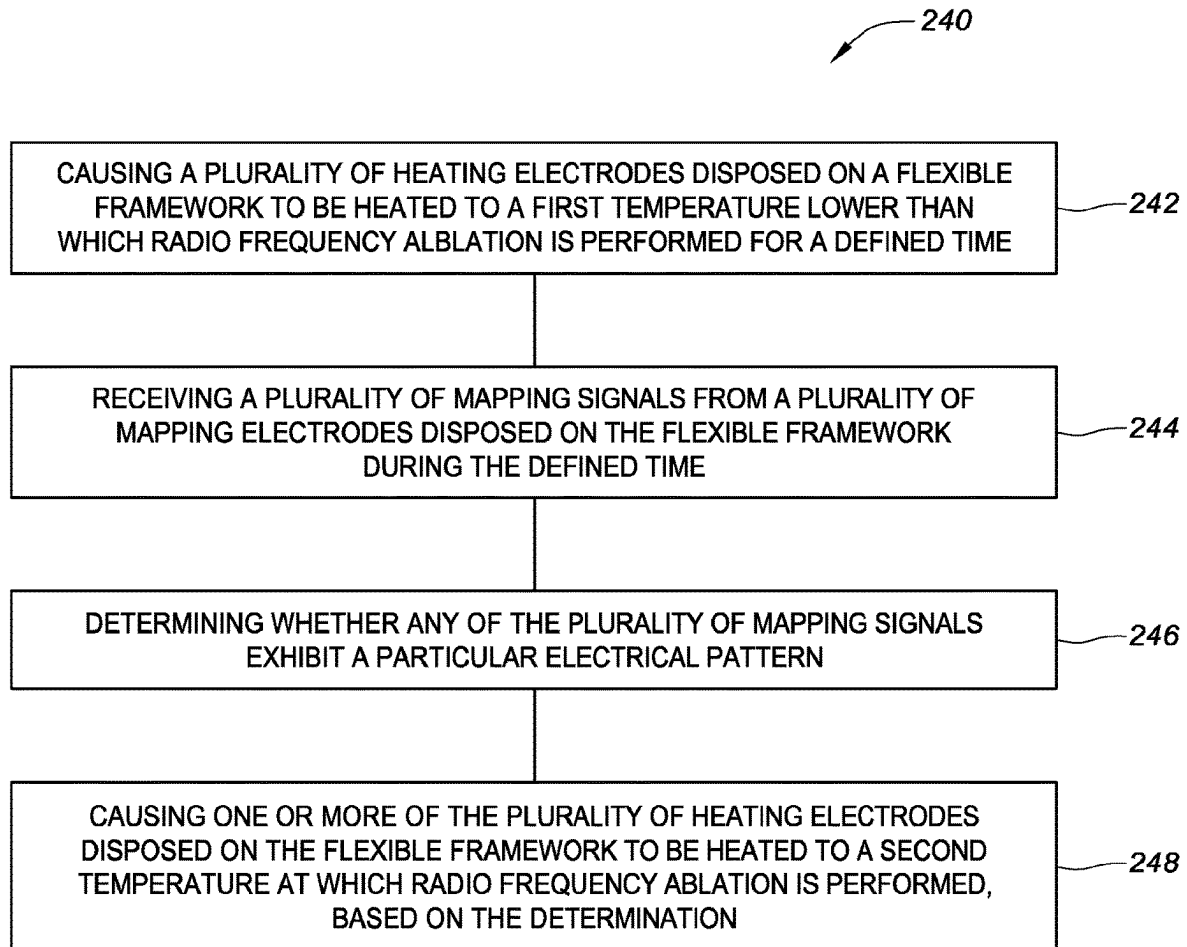 240
CAUSING A PLURALITY OF HEATING ELECTRODES DISPOSED ON A FLEXIBLE
FRAMEWORK TO BE HEATED TO A FIRST TEMPERATURE LOWER THAN
WHICH RADIO FREQUENCY ALBLATION IS PERFORMED FOR A DEFINED TIME
242
RECEIVING A PLURALITY OF MAPPING SIGNALS FROM A PLURALITY OF
MAPPING ELECTRODES DISPOSED ON THE FLEXIBLE FRAMEWORK
DURING THE DEFINED TIME
244
DETERMINING WHETHER ANY OF THE PLURALITY OF MAPPING SIGNALS
EXHIBIT A PARTICULAR ELECTRICAL PATTERN
246
CAUSING ONE OR MORE OF THE PLURALITY OF HEATING ELECTRODES
DISPOSED ON THE FLEXIBLE FRAMEWORK TO BE HEATED TO A SECOND
TEMPERATURE AT WHICH RADIO FREQUENCY ABLATION IS PERFORMED,
BASED ON THE DETERMINATION
248